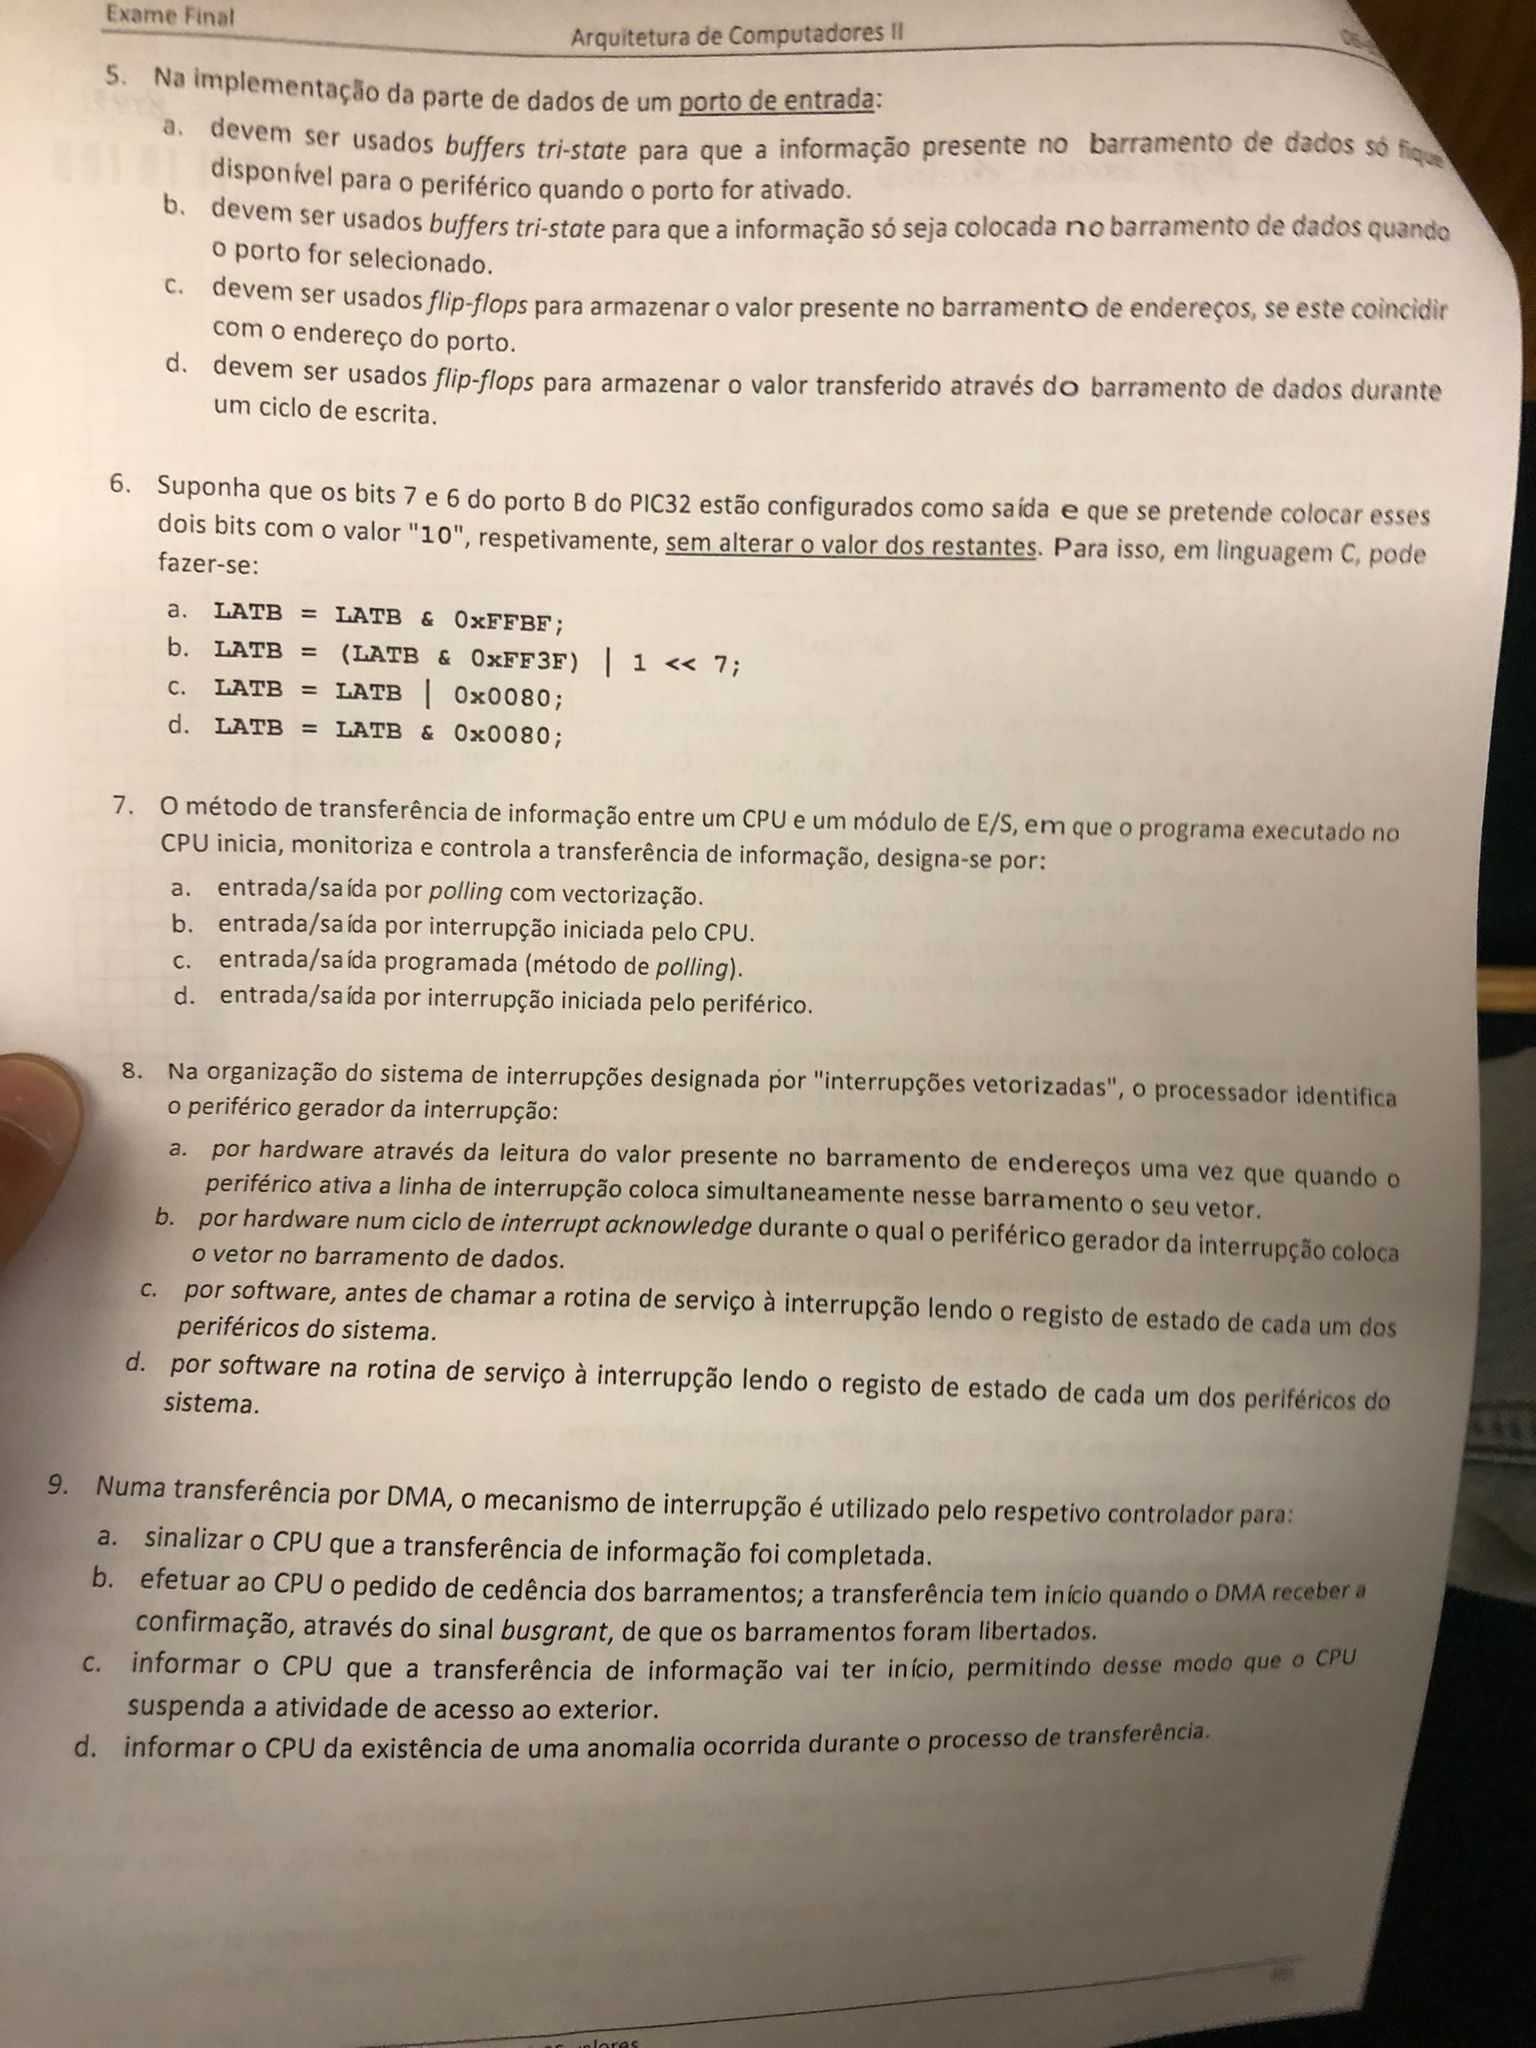 Exame Final
Arquitetura de Computadores II
5. Na implementação da parte de dados de um porto de entrada:
a. devem ser usados buffers tri-state para que a informação presente no barramento de dados só fique
disponível para o periférico quando o porto for ativado.
b. devem ser usados buffers tri-state para que a informação só seja colocada no barramento de dados quando
o porto for selecionado.
c. devem ser usados flip-flops para armazenar o valor presente no barramento de endereços, se este coincidir
com o endereço do porto.
d. devem ser usados flip-flops para armazenar o valor transferido através do barramento de dados durante
um ciclo de escrita.
6. Suponha que os bits 7 e 6 do porto B do PIC32 estão configurados como saída e que se pretende colocar esses
dois bits com o valor "10", respetivamente, sem alterar o valor dos restantes. Para isso, em linguagem C, pode
fazer-se:
a. LATB = LATB & 0xFFBF;
b. LATB = (LATB & 0xFF3F) | 1 << 7;
c. LATB = LATB | 0x0080;
d. LATB = LATB & 0x0080;
7. O método de transferência de informação entre um CPU e um módulo de E/S, em que o programa executado no
CPU inicia, monitoriza e controla a transferência de informação, designa-se por:
a. entrada/saída por polling com vectorização.
b. entrada/saída por interrupção iniciada pelo CPU.
c. entrada/saída programada (método de polling).
d. entrada/saída por interrupção iniciada pelo periférico.
8. Na organização do sistema de interrupções designada por "interrupções vetorizadas", o processador identifica
o periférico gerador da interrupção:
a. por hardware através da leitura do valor presente no barramento de endereços uma vez que quando o
periférico ativa a linha de interrupção coloca simultaneamente nesse barramento o seu vetor.
b. por hardware num ciclo de interrupt acknowledge durante o qual o periférico gerador da interrupção coloca
o vetor no barramento de dados.
c. por software, antes de chamar a rotina de serviço à interrupção lendo o registo de estado de cada um dos
periféricos do sistema.
d. por software na rotina de serviço à interrupção lendo o registo de estado de cada um dos periféricos do
sistema.
9. Numa transferência por DMA, o mecanismo de interrupção é utilizado pelo respetivo controlador para:
a. sinalizar o CPU que a transferência de informação foi completada.
b. efetuar ao CPU o pedido de cedência dos barramentos; a transferência tem início quando o DMA receber a
confirmação, através do sinal busgrant, de que os barramentos foram libertados.
c. informar o CPU que a transferência de informação vai ter início, permitindo desse modo que o CPU
suspenda a atividade de acesso ao exterior.
d. informar o CPU da existência de uma anomalia ocorrida durante o processo de transferência.